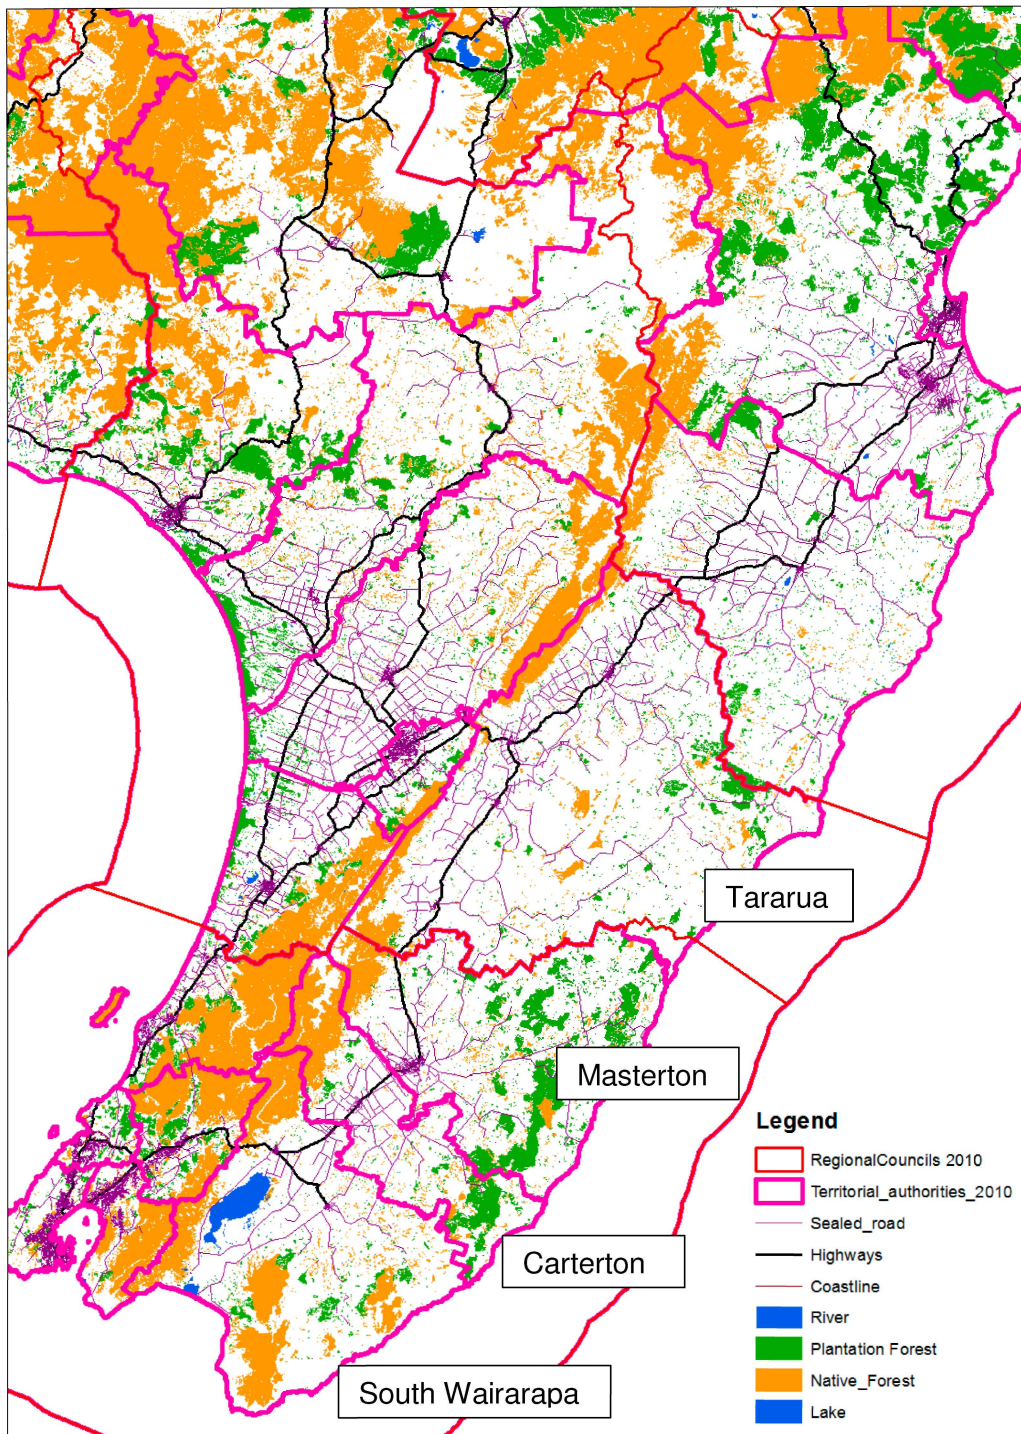 Tararua
Masterton
Carterton
South Wairarapa
Legend
RegionalCouncils 2010
Territorial_authorities_2010
Sealed_road
Highways
Coastline
River
Plantation Forest
Native_Forest
Lake